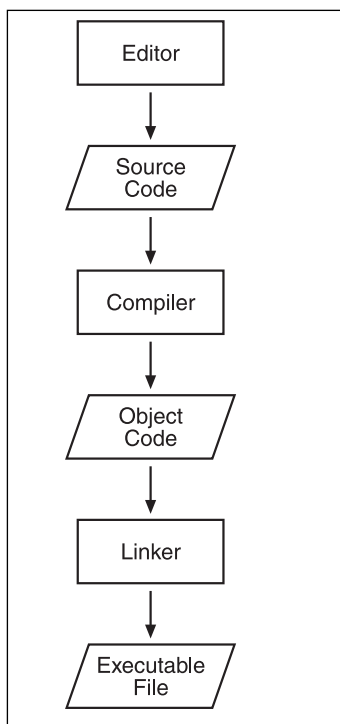 Editor
Source
Code
Compiler
Object
Code
Linker
Executable
File